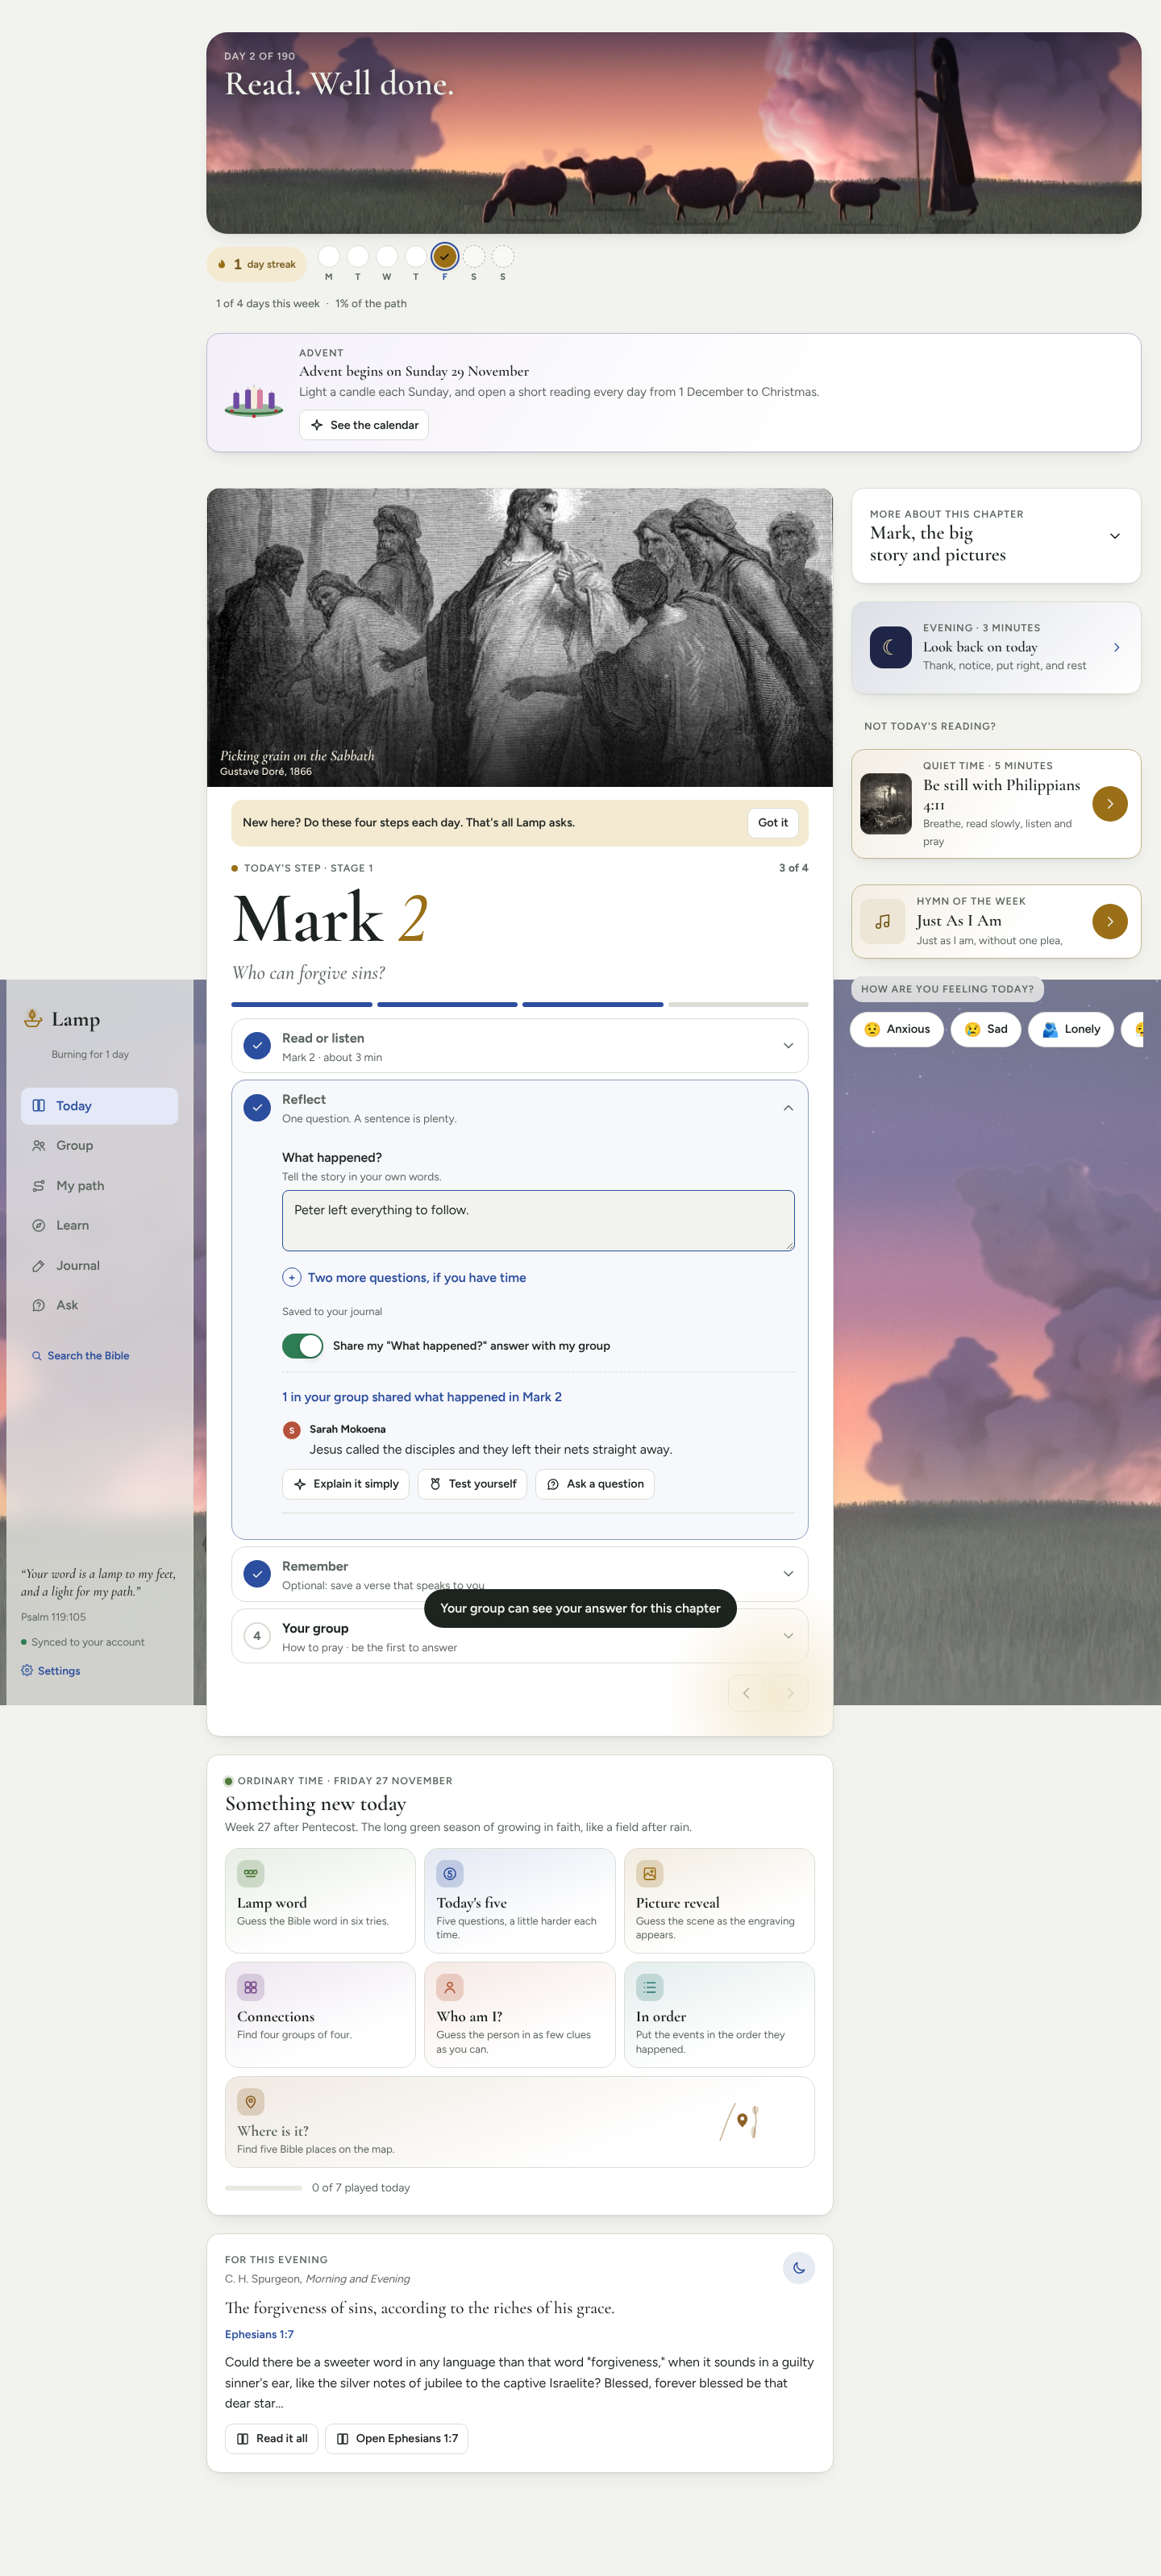 DAY 2 OF 190
Read. Well done.
1 day streak
M T W T F S S
1 of 4 days this week · 1% of the path
ADVENT
Advent begins on Sunday 29 November
Light a candle each Sunday, and open a short reading every day from 1 December to Christmas.
See the calendar
Picking grain on the Sabbath
Gustave Doré, 1866
New here? Do these four steps each day. That's all Lamp asks.
Got it
TODAY'S STEP · STAGE 1
3 of 4
Mark 2
Who can forgive sins?
Read or listen
Mark 2 · about 3 min
Reflect
One question. A sentence is plenty.
What happened?
Tell the story in your own words.
Peter left everything to follow.
Two more questions, if you have time
Saved to your journal
Share my "What happened?" answer with my group
1 in your group shared what happened in Mark 2
S
Sarah Mokoena
Jesus called the disciples and they left their nets straight away.
Explain it simply
Test yourself
Ask a question
Remember
Optional: save a verse that speaks to you
Your group can see your answer for this chapter
4
Your group
How to pray · be the first to answer
MORE ABOUT THIS CHAPTER
Mark, the big
story and pictures
EVENING · 3 MINUTES
Look back on today
Thank, notice, put right, and rest
NOT TODAY'S READING?
QUIET TIME · 5 MINUTES
Be still with Philippians
4:11
Breathe, read slowly, listen and
pray
HYMN OF THE WEEK
Just As I Am
Just as I am, without one plea,
HOW ARE YOU FEELING TODAY?
Anxious
Sad
Lonely
Lamp
Burning for 1 day
Today
Group
My path
Learn
Journal
Ask
Search the Bible
“Your word is a lamp to my feet,
and a light for my path.”
Psalm 119:105
Synced to your account
Settings
ORDINARY TIME · FRIDAY 27 NOVEMBER
Something new today
Week 27 after Pentecost. The long green season of growing in faith, like a field after rain.
Lamp word
Guess the Bible word in six tries.
5
Today's five
Five questions, a little harder each
time.
Picture reveal
Guess the scene as the engraving
appears.
Connections
Find four groups of four.
Who am I?
Guess the person in as few clues
as you can.
In order
Put the events in the order they
happened.
Where is it?
Find five Bible places on the map.
0 of 7 played today
FOR THIS EVENING
C. H. Spurgeon, Morning and Evening
The forgiveness of sins, according to the riches of his grace.
Ephesians 1:7
Could there be a sweeter word in any language than that word "forgiveness," when it sounds in a guilty
sinner's ear, like the silver notes of jubilee to the captive Israelite? Blessed, forever blessed be that
dear star...
Read it all
Open Ephesians 1:7